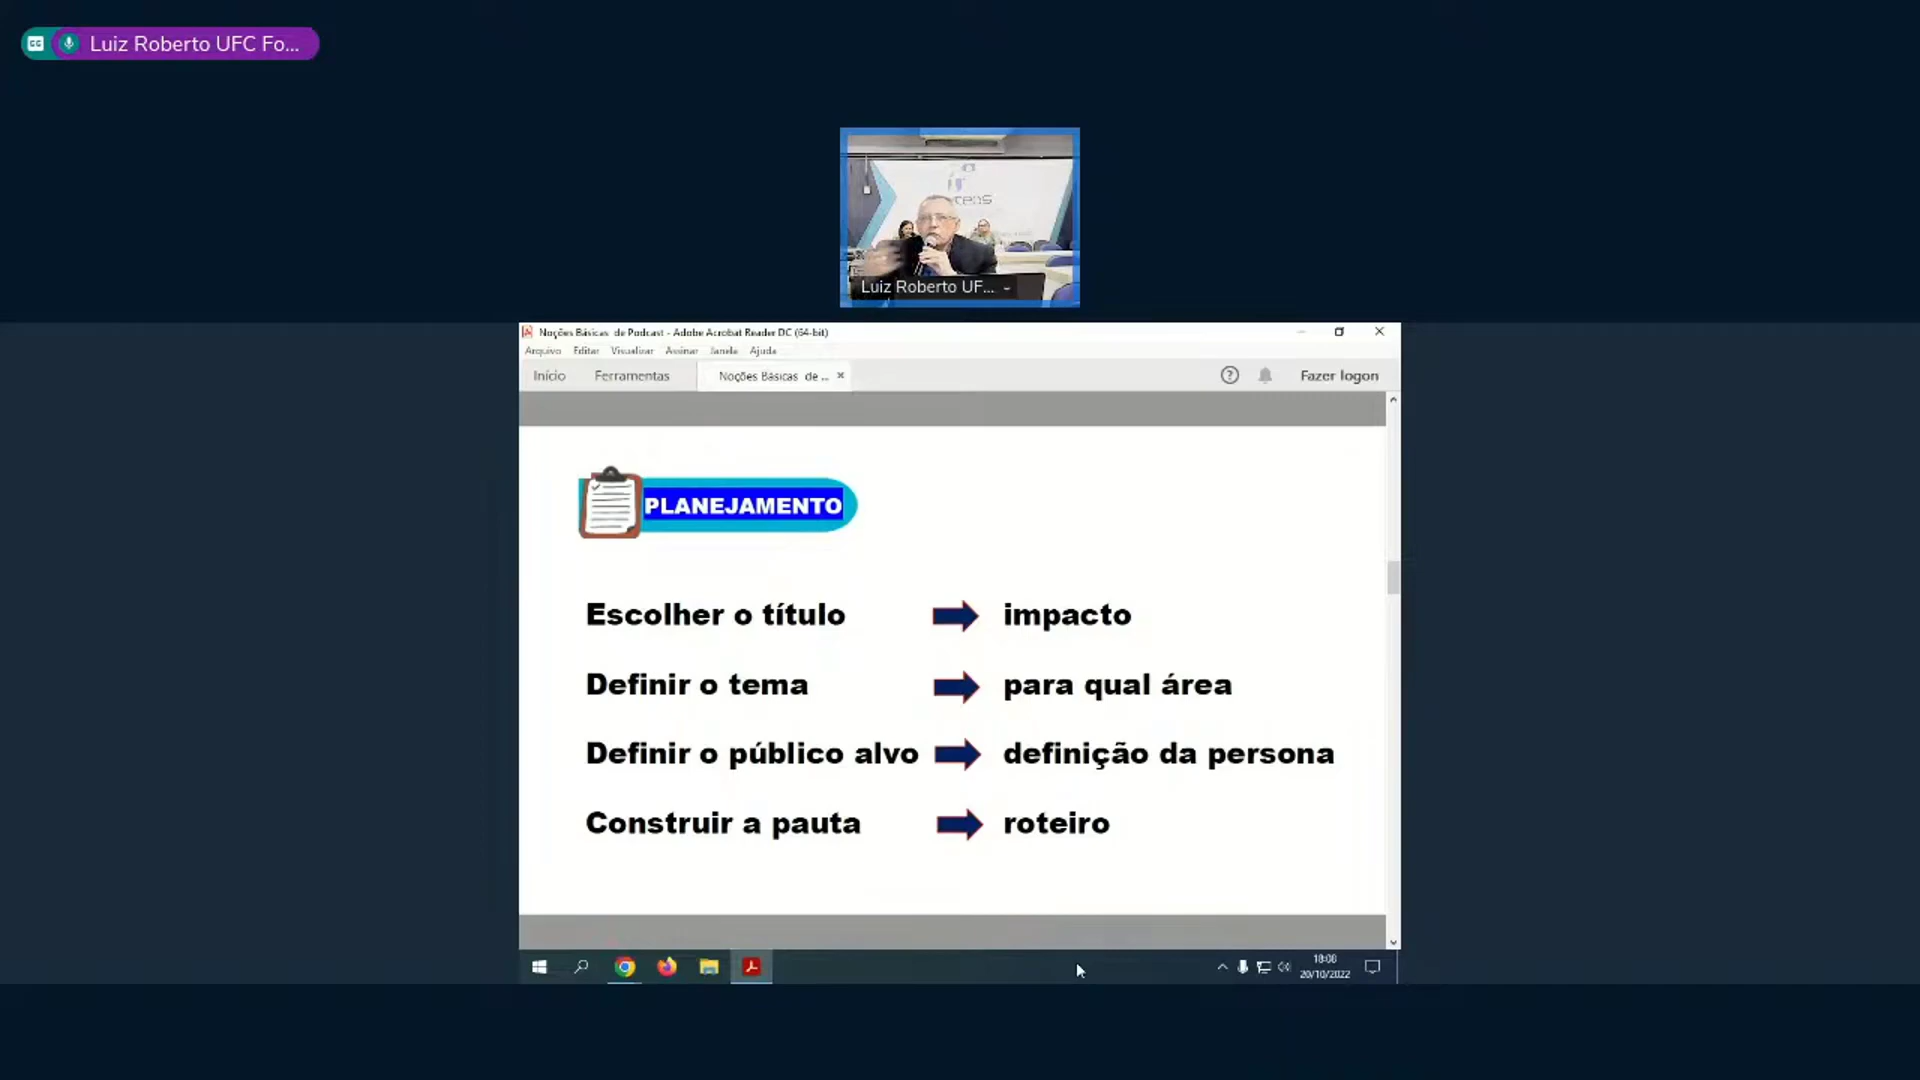 Luiz Roberto UFC Fo...
Luiz Roberto UF...
Noções Básicas de Podcast - Adobe Acrobat Reader DC (64-bit)
Arquivo Editar Visualizar Assinar Janela Ajuda
Início Ferramentas Noções Básicas de ... Fazer logon
PLANEJAMENTO
Escolher o título impacto
Definir o tema para qual área
Definir o público alvo definição da persona
Construir a pauta roteiro
18:08
20/10/2022